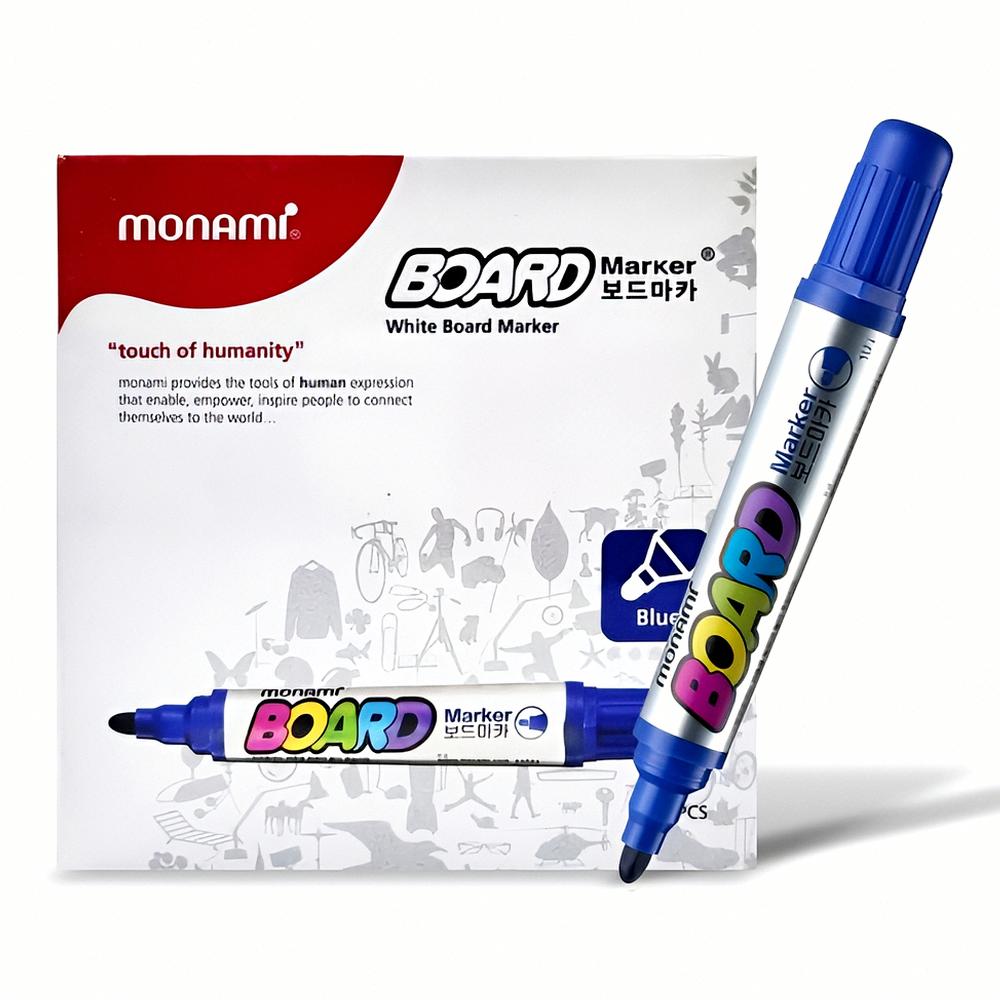 monami
BOARD Marker
보드마카
White Board Marker
"touch of humanity"
monami provides the tools of human expression
that enable, empower, inspire people to connect
themselves to the world...
Blue
monami
BOARD Marker
보드마카
PCS
monami
BOARD Marker
보드마카
101